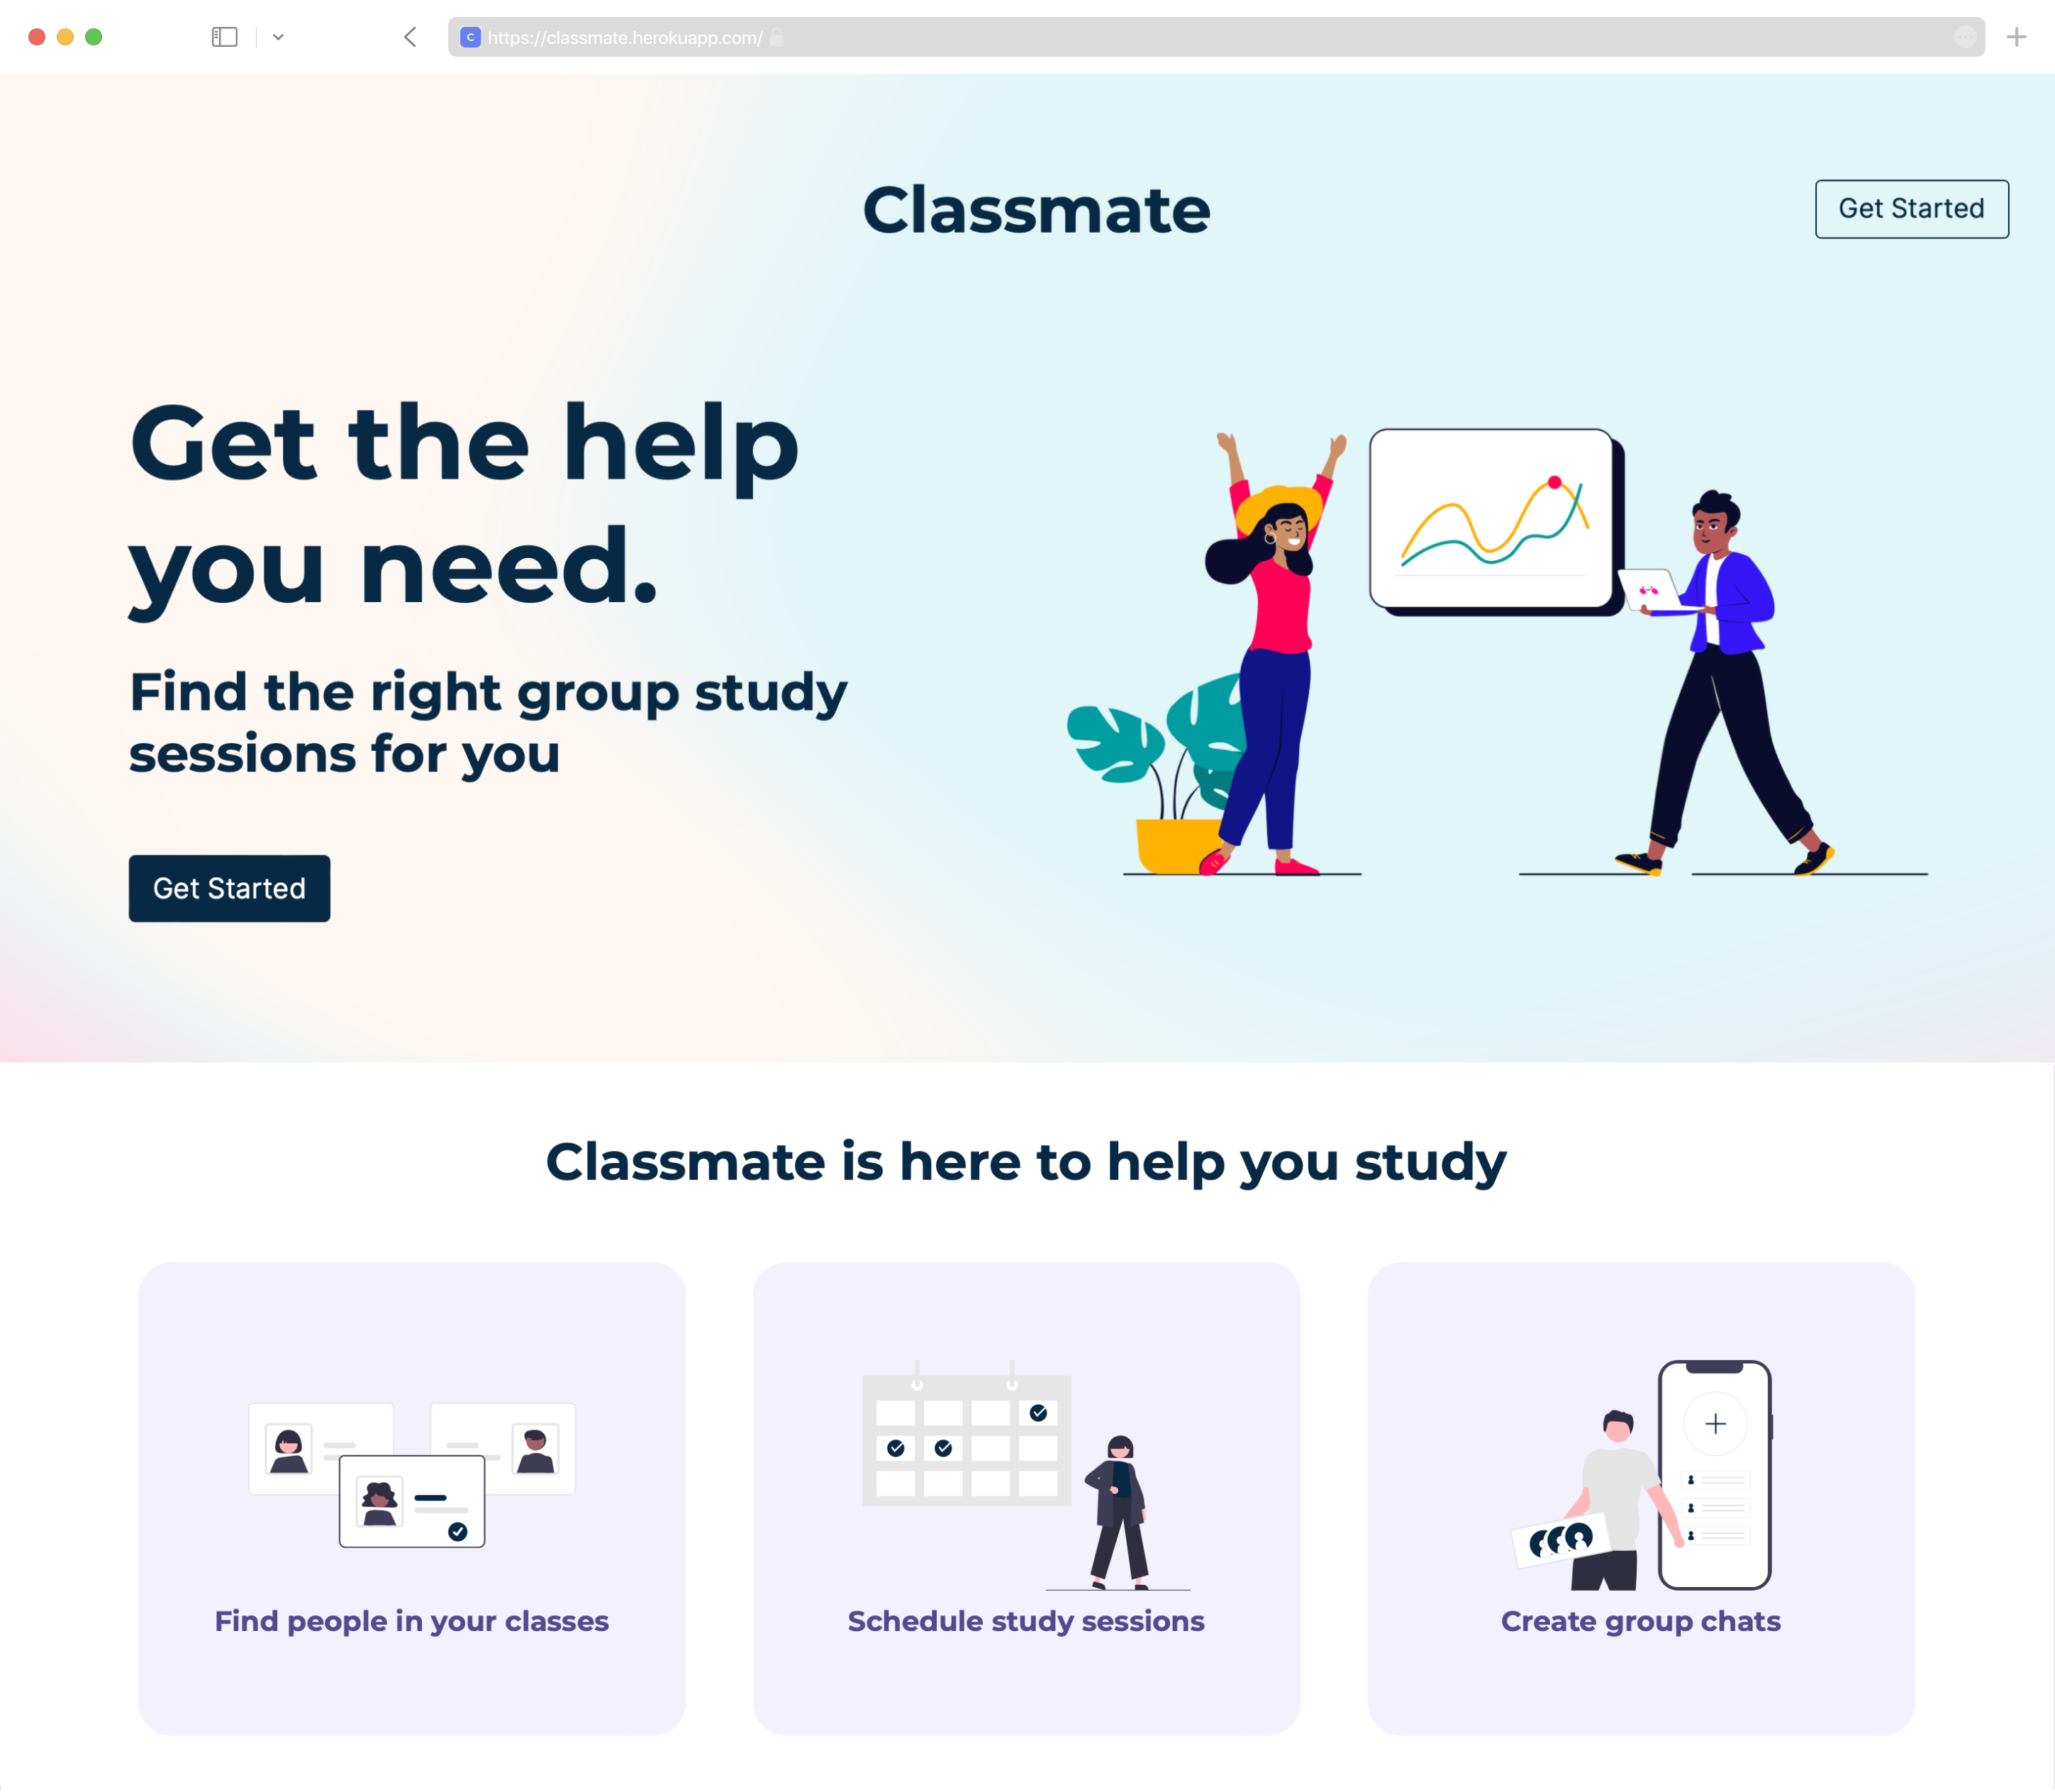 C https://classmate.herokuapp.com/
Classmate
Get Started
Get the help
you need.
Find the right group study
sessions for you
Get Started
Classmate is here to help you study
Find people in your classes
Schedule study sessions
Create group chats